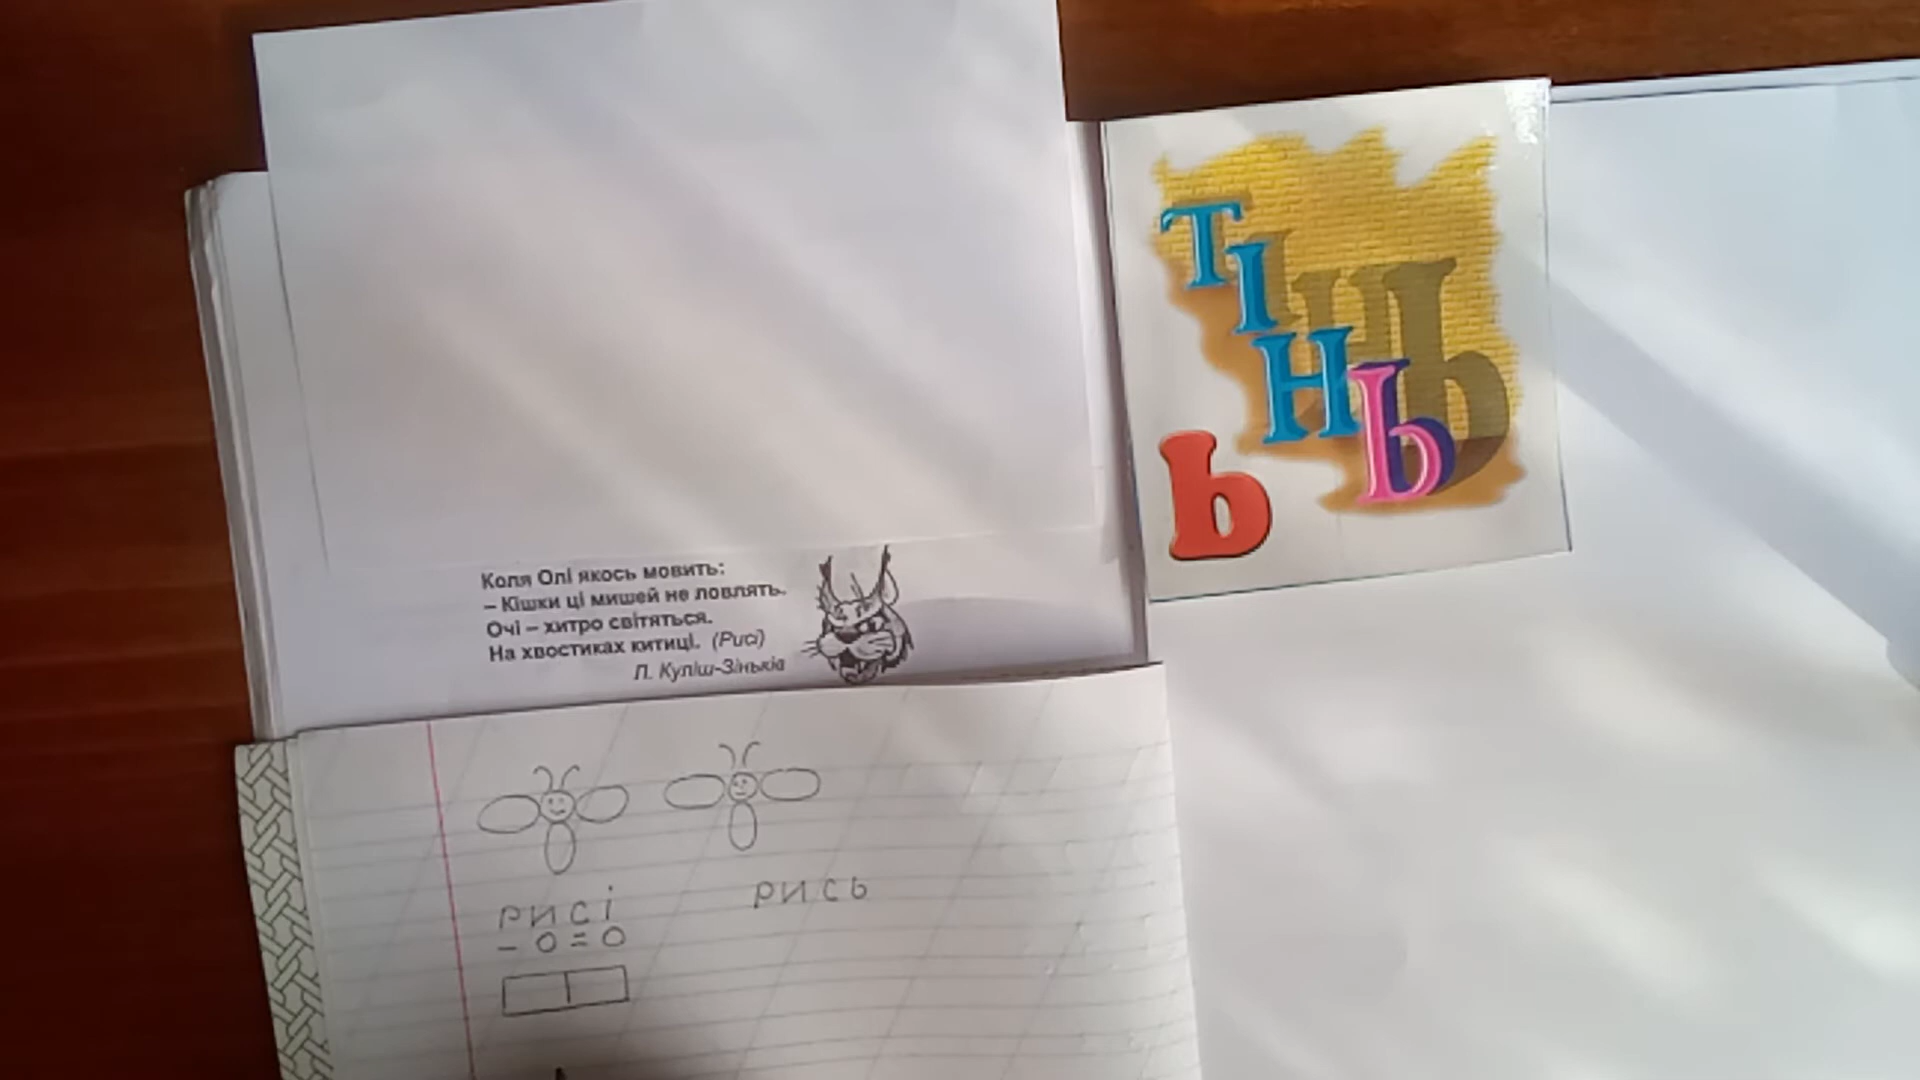 Коля Олі якось мовить:
– Кішки ці мишей не ловлять.
Очі – хитро світяться.
На хвостиках китиці. (Рисі)
Л. Куліш-Зіньків
ТІНЬ
Ь
рисі рись
– о = о